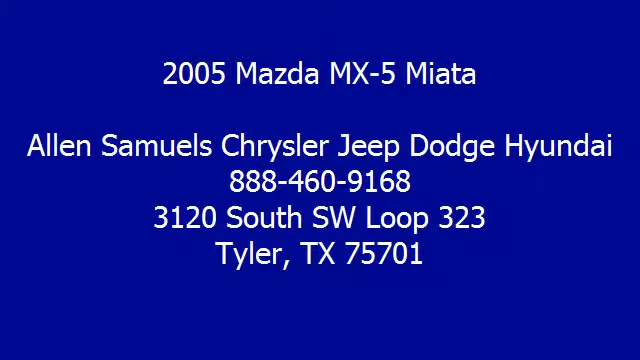 2005 Mazda MX-5 Miata
Allen Samuels Chrysler Jeep Dodge Hyundai
888-460-9168
3120 South SW Loop 323
Tyler, TX 75701